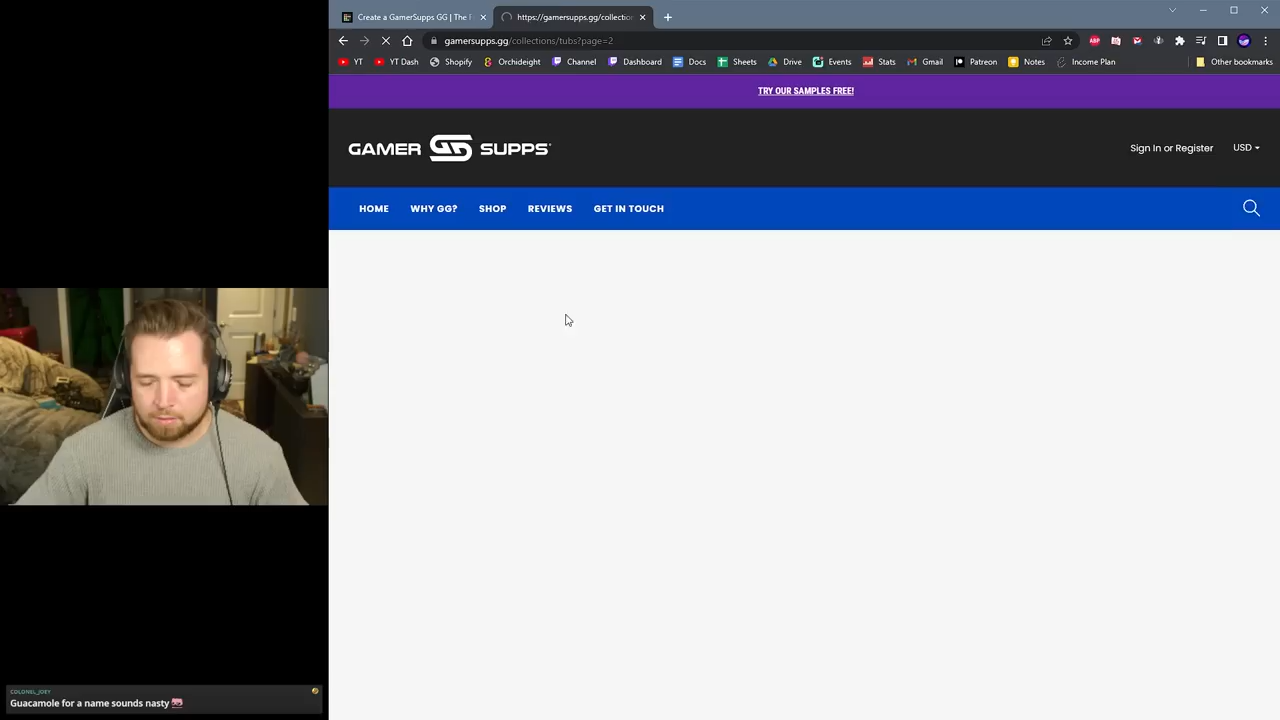 Create a GamerSupps GG | The F
https://gamersupps.gg/collection
gamersupps.gg/collections/tubs?page=2
YT
YT Dash
Shopify
Orchideight
Channel
Dashboard
Docs
Sheets
Drive
Events
Stats
Gmail
Patreon
Notes
Income Plan
Other bookmarks
TRY OUR SAMPLES FREE!
GAMER GG SUPPS
Sign In or Register
USD
HOME
WHY GG?
SHOP
REVIEWS
GET IN TOUCH
COLONEL_JOEY
Guacamole for a name sounds nasty